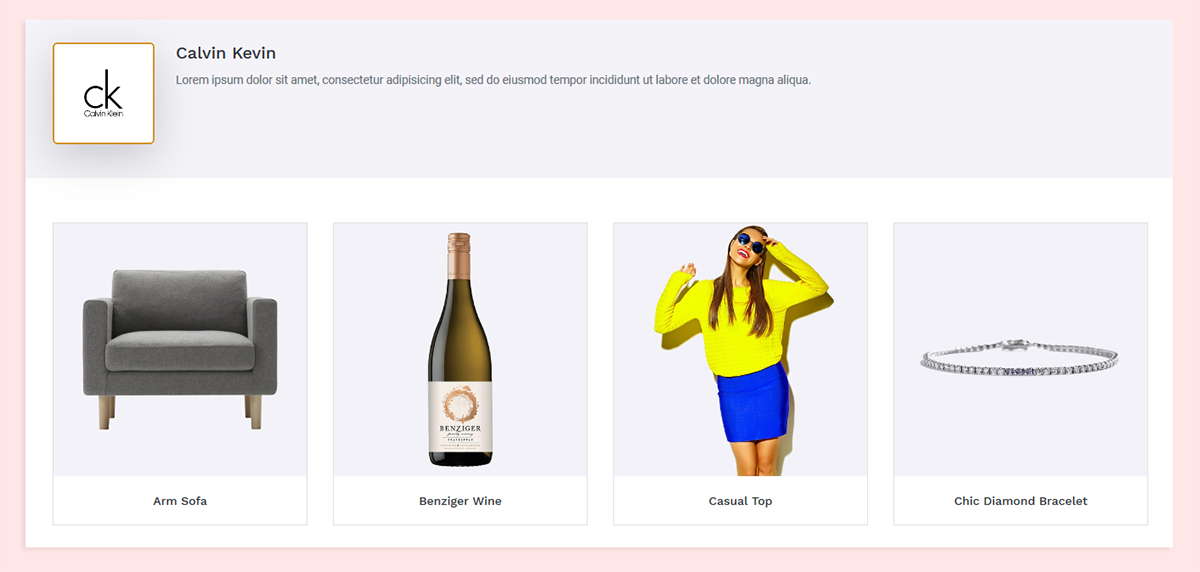 Calvin Kevin
Lorem ipsum dolor sit amet, consectetur adipisicing elit, sed do eiusmod tempor incididunt ut labore et dolore magna aliqua.
ck
Calvin Klein
BENZIGER
Arm Sofa
Benziger Wine
Casual Top
Chic Diamond Bracelet